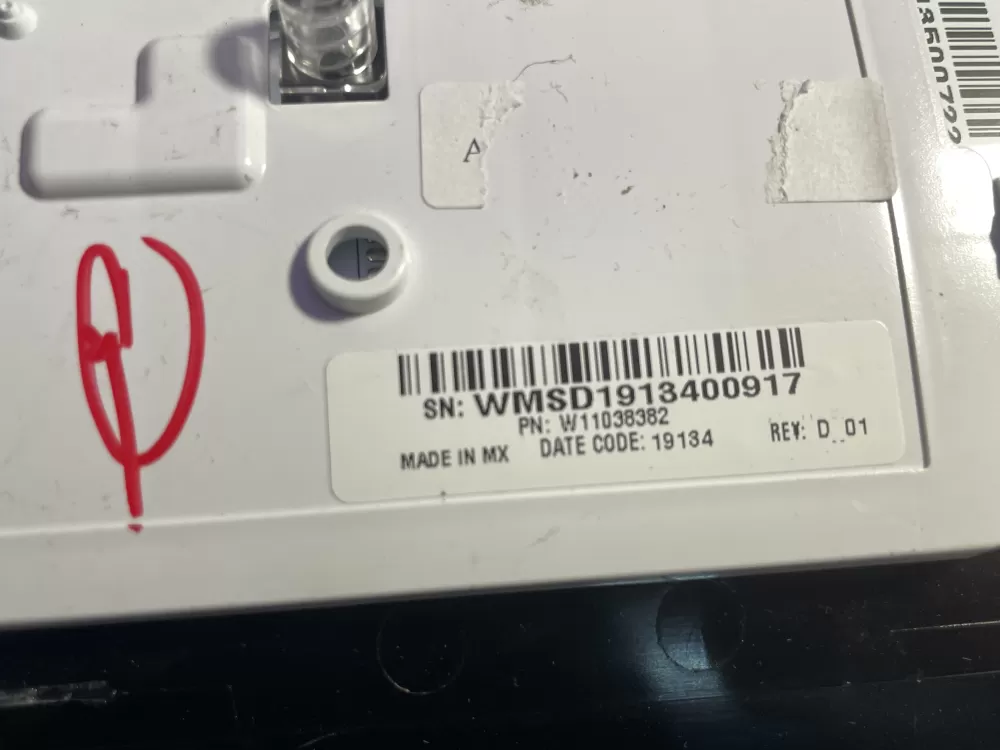 A
SN: WMSD1913400917
PN: W11038382
MADE IN MX DATE CODE: 19134 REV: D_01